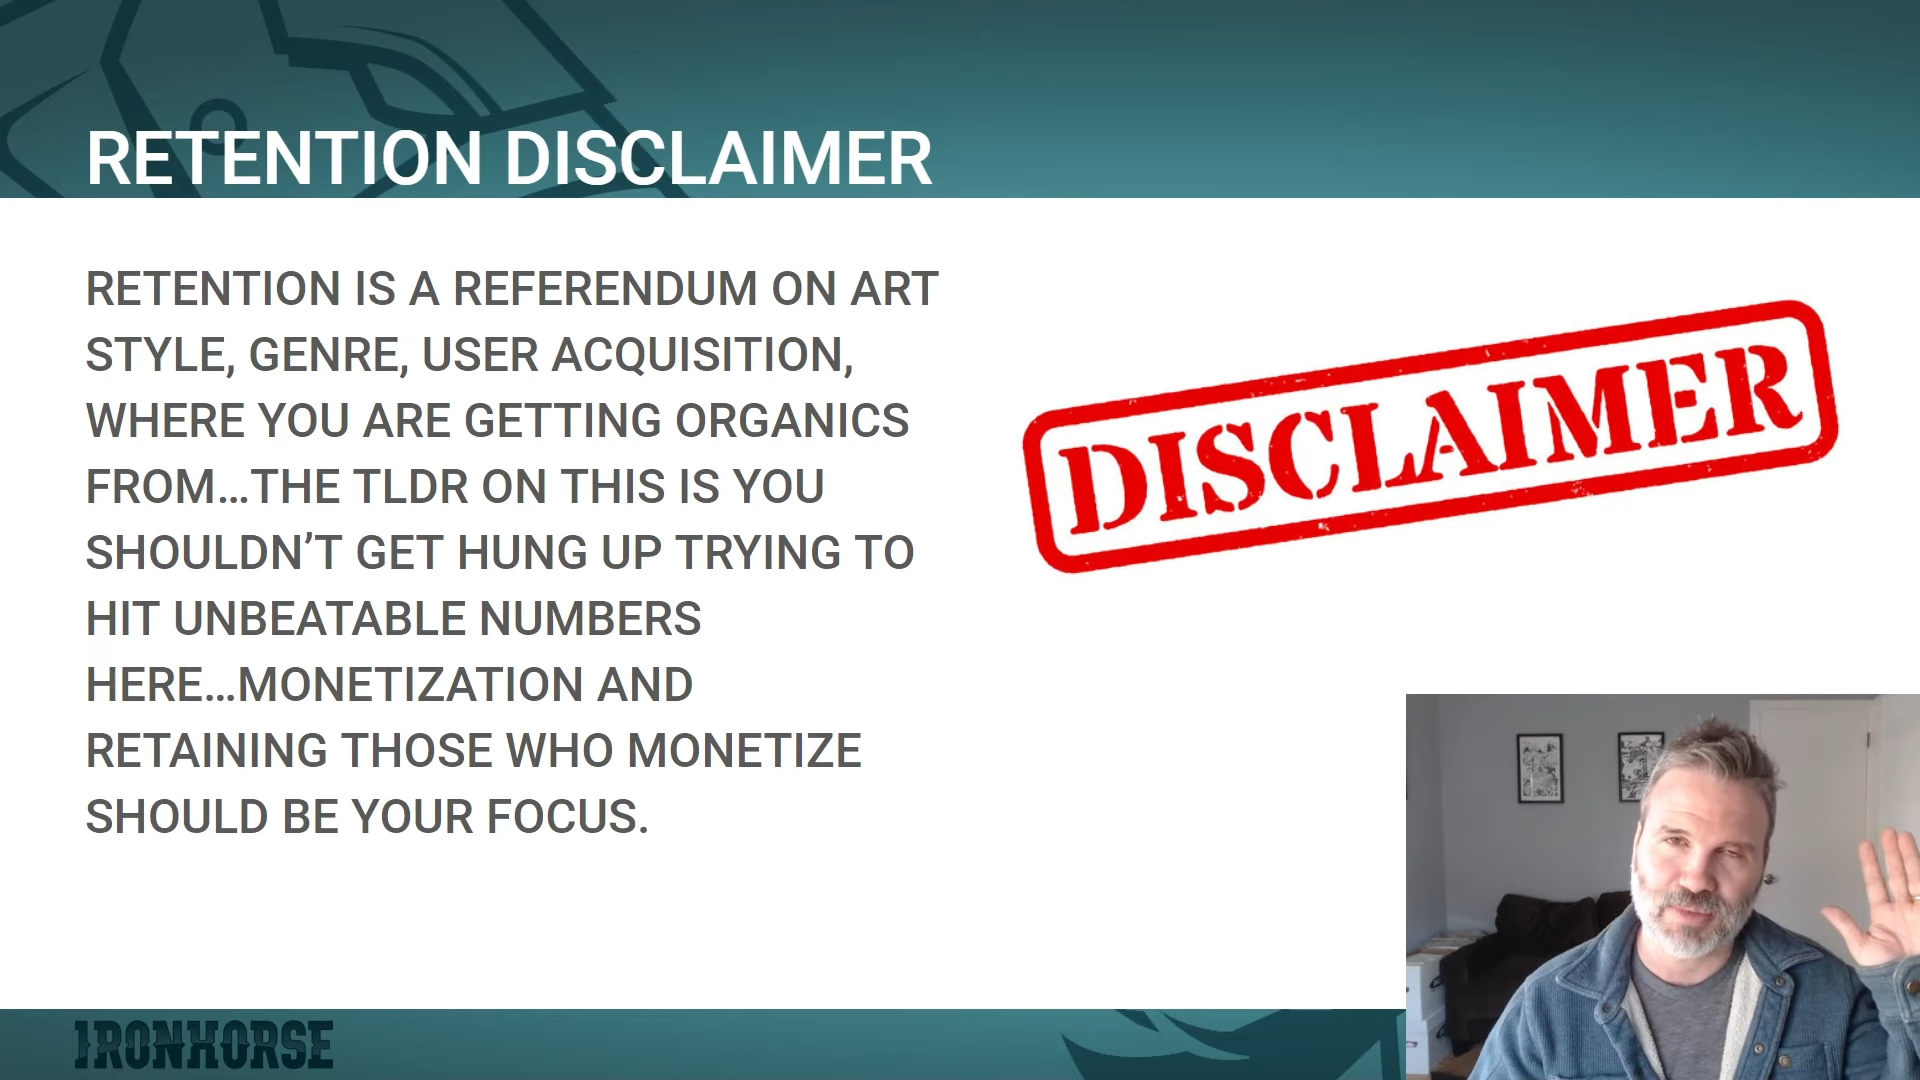 RETENTION DISCLAIMER
RETENTION IS A REFERENDUM ON ART
STYLE, GENRE, USER ACQUISITION,
WHERE YOU ARE GETTING ORGANICS
FROM...THE TLDR ON THIS IS YOU
SHOULDN’T GET HUNG UP TRYING TO
HIT UNBEATABLE NUMBERS
HERE...MONETIZATION AND
RETAINING THOSE WHO MONETIZE
SHOULD BE YOUR FOCUS.
DISCLAIMER
IRONHORSE